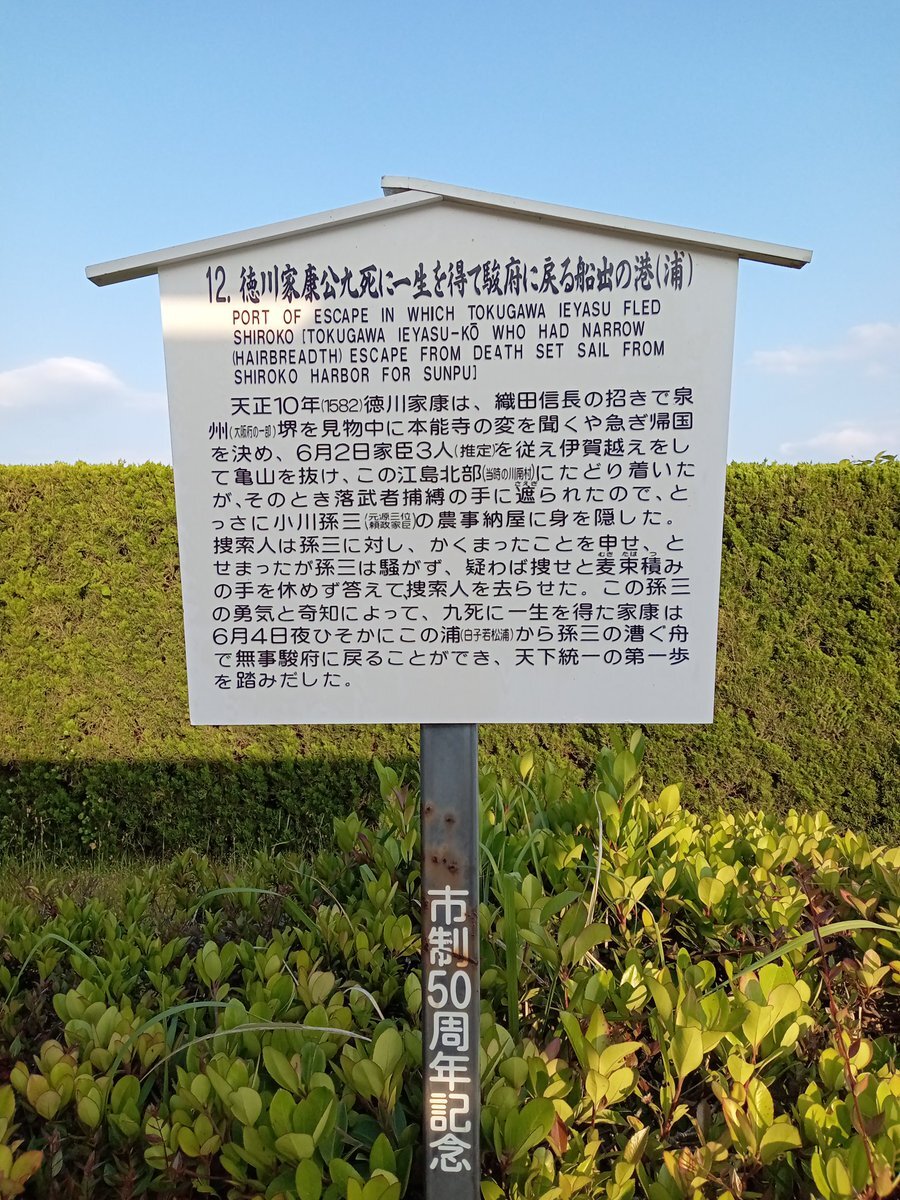 12. 徳川家康公九死に一生を得て駿府に戻る船出の港(浦)
PORT OF ESCAPE IN WHICH TOKUGAWA IEYASU FLED
SHIROKO [TOKUGAWA IEYASU-KŌ WHO HAD NARROW
(HAIRBREADTH) ESCAPE FROM DEATH SET SAIL FROM
SHIROKO HARBOR FOR SUNPU]
天正10年(1582)徳川家康は、織田信長の招きで泉
州(大阪府の一部)堺を見物中に本能寺の変を聞くや急ぎ帰国
を決め、6月2日家臣3人(推定)を従え伊賀越えをし
て亀山を抜け、この江島北部(当時の川南村)にたどり着いた
が、そのとき落武者捕縛の手に遮られたので、と
っさに小川孫三(元源三位頼政家臣)の農事納屋に身を隠した。
捜索人は孫三に対し、かくまったことを申せ、と
せまったが孫三は騒がず、疑わば捜せと麦束積み
の手を休めず答えて捜索人を去らせた。この孫三
の勇気と奇知によって、九死に一生を得た家康は
6月4日夜ひそかにこの浦(白子若松浦)から孫三の漕ぐ舟
で無事駿府に戻ることができ、天下統一の第一歩
を踏みだした。
市制50周年記念